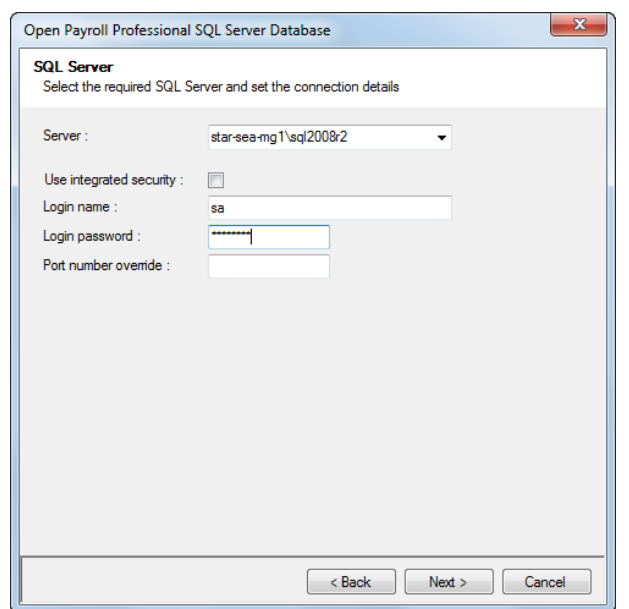 Open Payroll Professional SQL Server Database
SQL Server
Select the required SQL Server and set the connection details
Server :
star-sea-mg1\sql2008r2
Use integrated security :
Login name :
sa
Login password :
********
Port number override :
< Back
Next >
Cancel